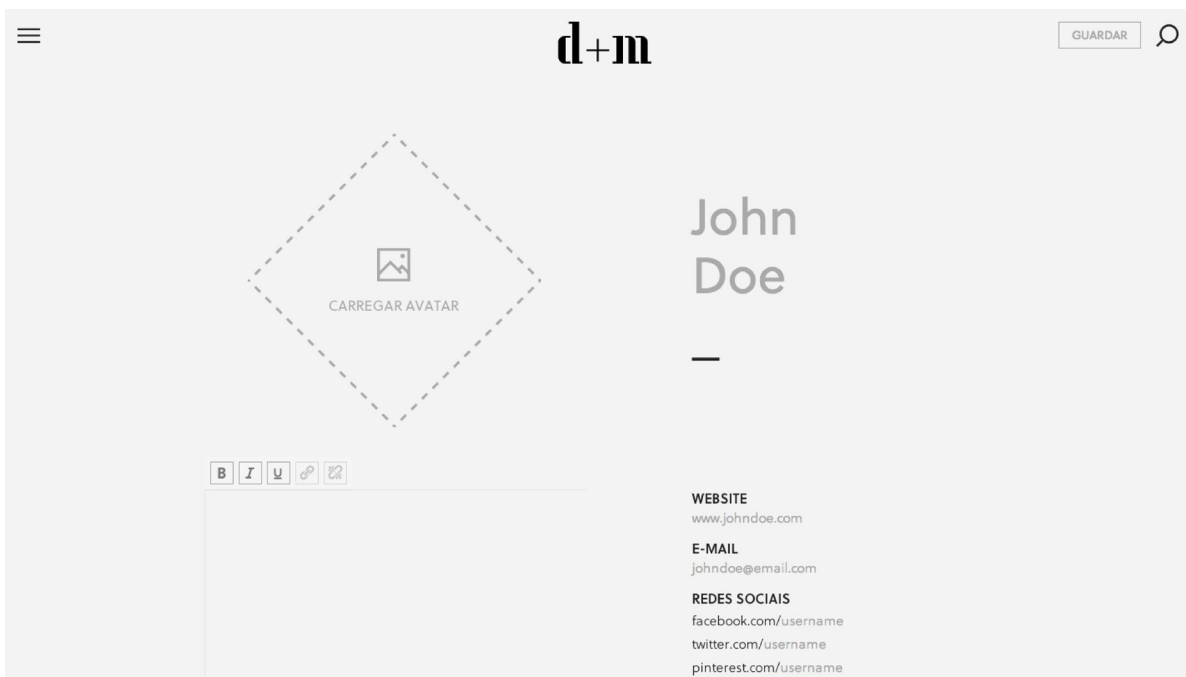 d+m
GUARDAR
CARREGAR AVATAR
John
Doe
B I U
WEBSITE
www.johndoe.com
E-MAIL
johndoe@email.com
REDES SOCIAIS
facebook.com/username
twitter.com/username
pinterest.com/username